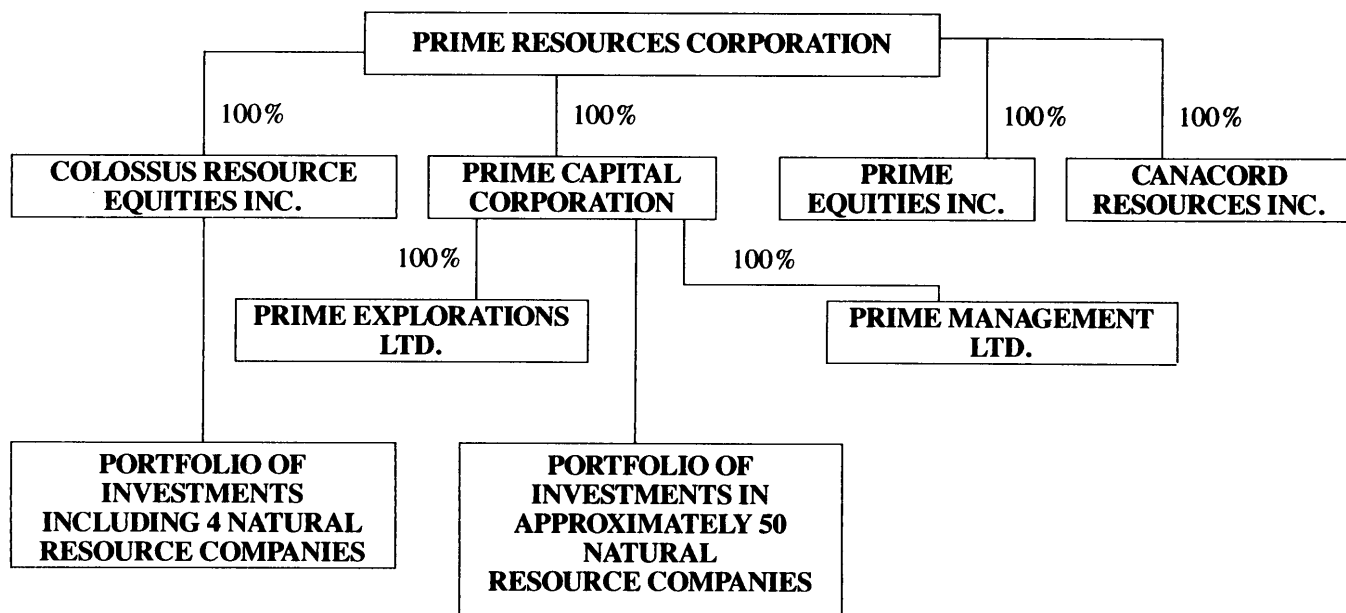 PRIME RESOURCES CORPORATION
100%
100%
100%
100%
COLOSSUS RESOURCE
EQUITIES INC.
PRIME CAPITAL
CORPORATION
PRIME
EQUITIES INC.
CANACORD
RESOURCES INC.
100%
100%
PRIME EXPLORATIONS
LTD.
PRIME MANAGEMENT
LTD.
PORTFOLIO OF
INVESTMENTS
INCLUDING 4 NATURAL
RESOURCE COMPANIES
PORTFOLIO OF
INVESTMENTS IN
APPROXIMATELY 50
NATURAL
RESOURCE COMPANIES